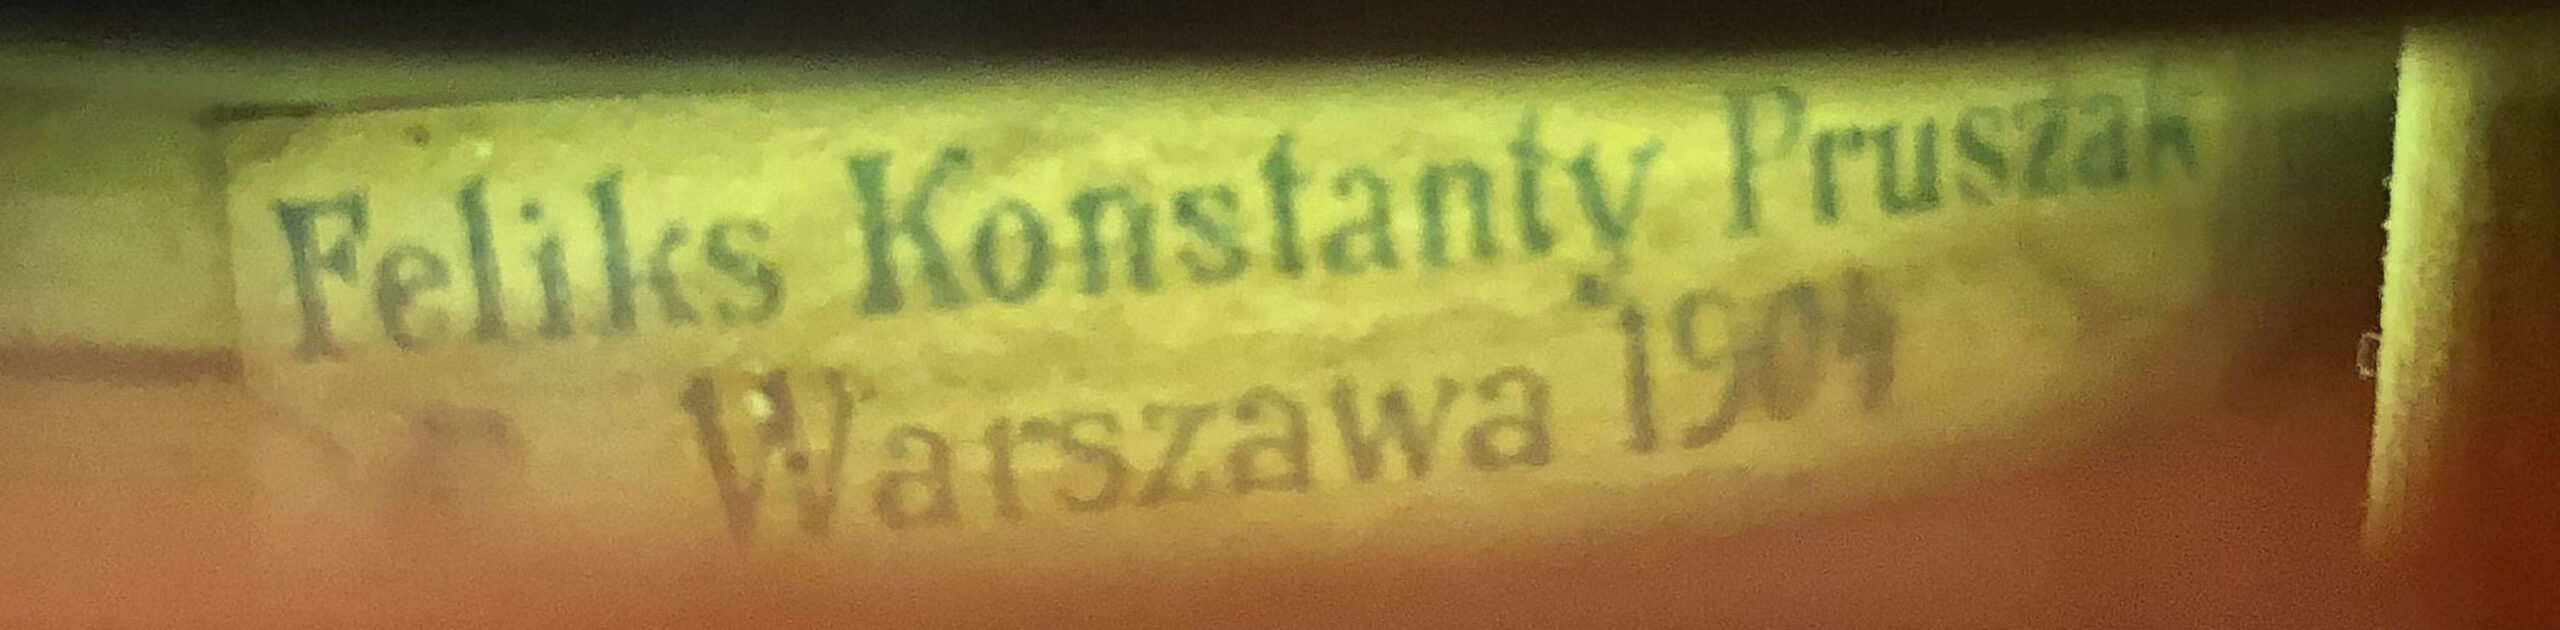 Feliks Konstanty Pruszak
Warszawa 1904